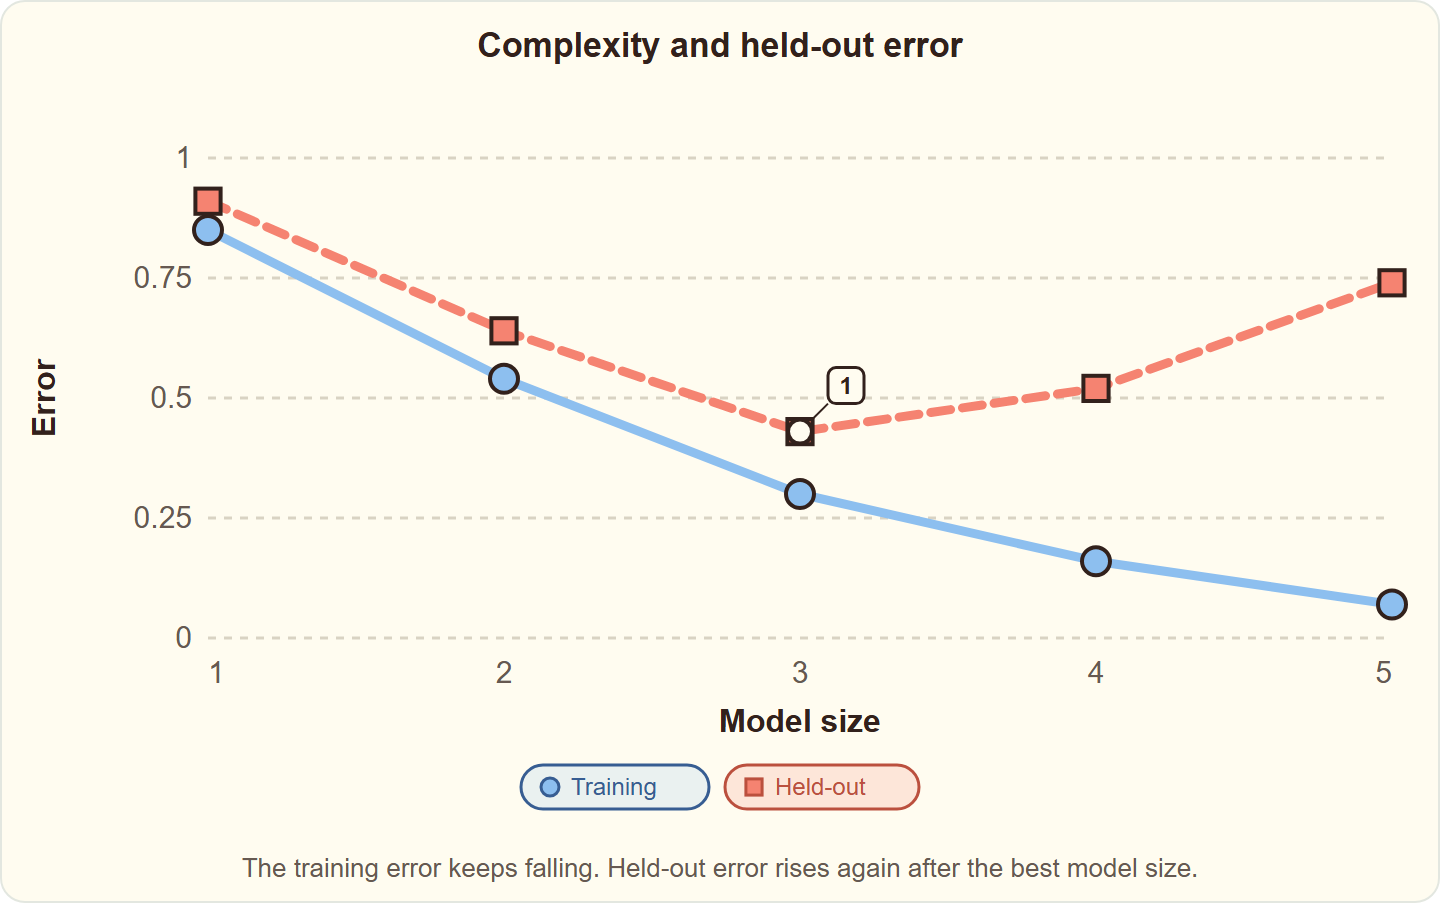 Complexity and held-out error
1
0.75
0.5
0.25
0
Error
1
1 2 3 4 5
Model size
Training Held-out
The training error keeps falling. Held-out error rises again after the best model size.